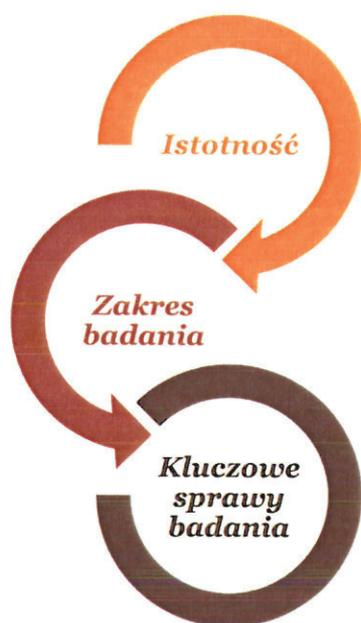 Istotność
Zakres
badania
Kluczowe
sprawy
badania